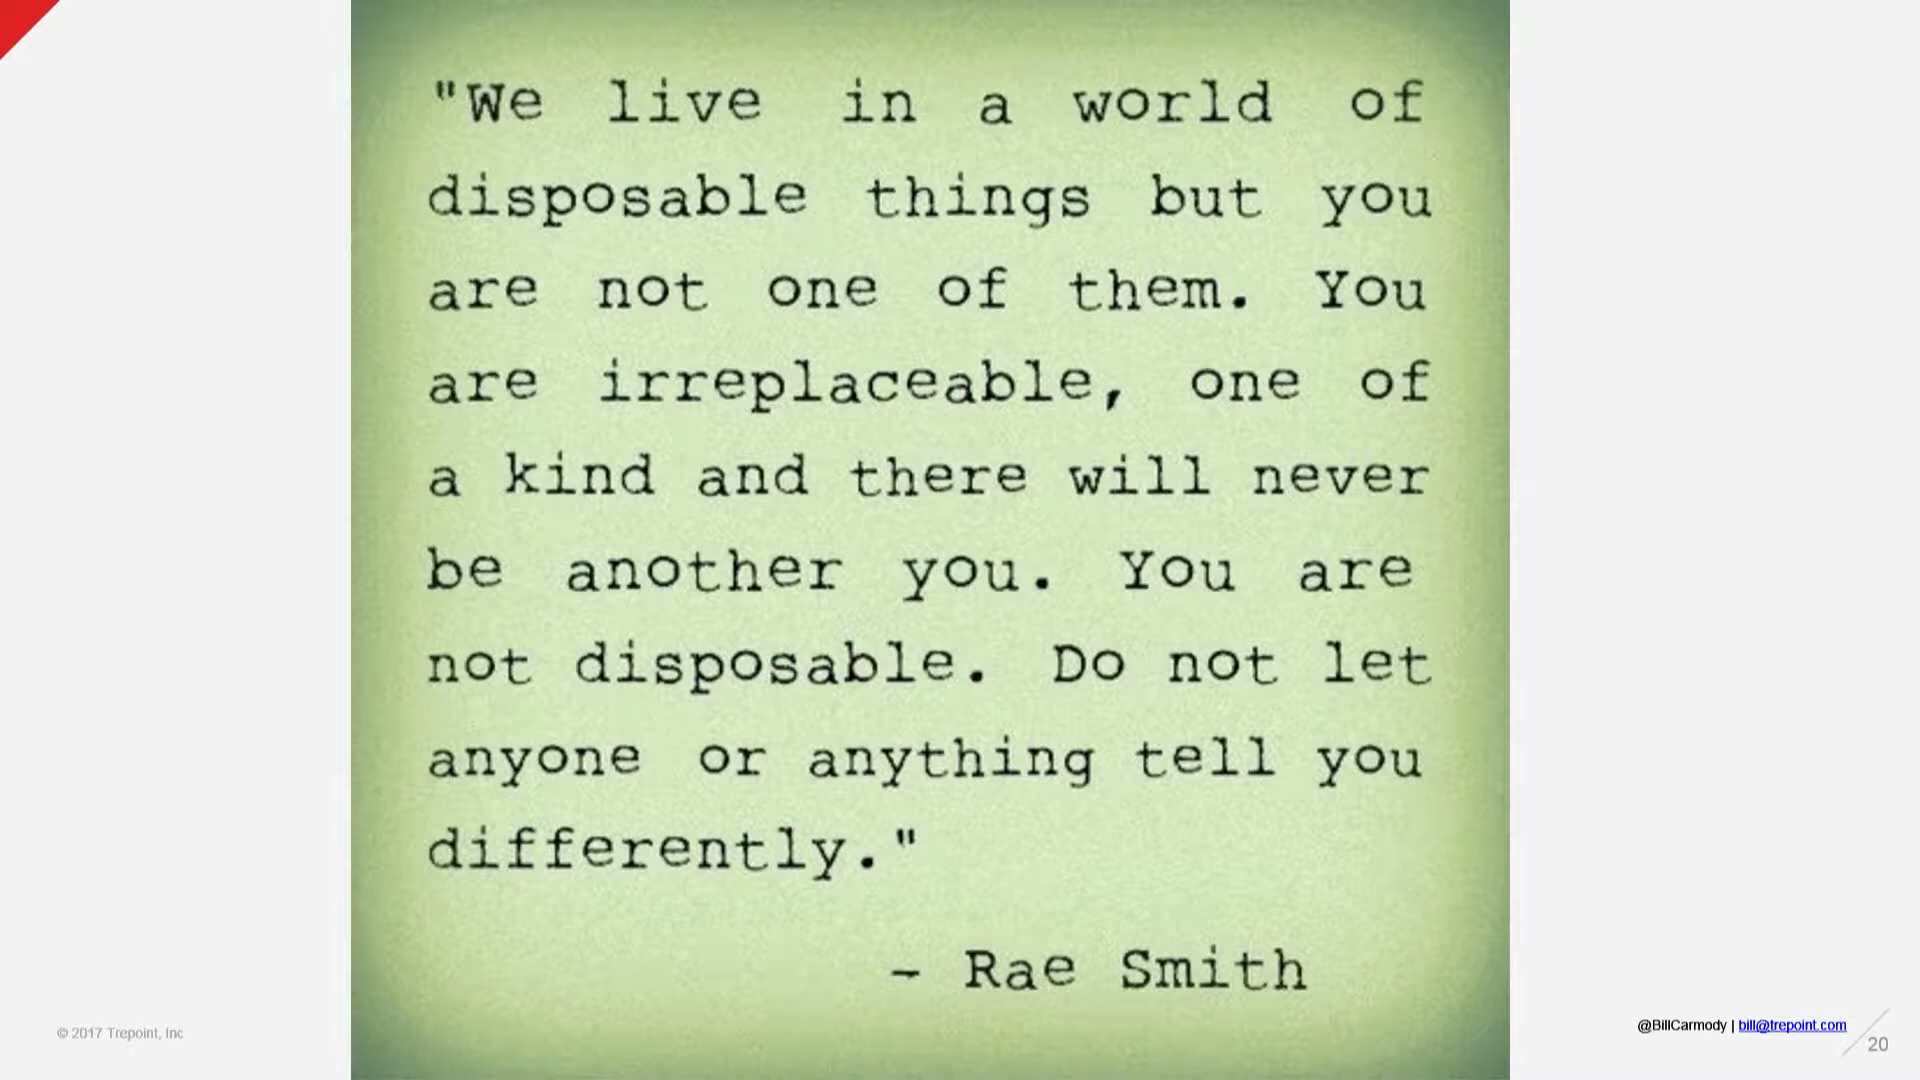 "We live in a world of
disposable things but you
are not one of them. You
are irreplaceable, one of
a kind and there will never
be another you. You are
not disposable. Do not let
anyone or anything tell you
differently."
- Rae Smith
© 2017 Trepoint, Inc
@BillCarmody | bill@trepoint.com
20